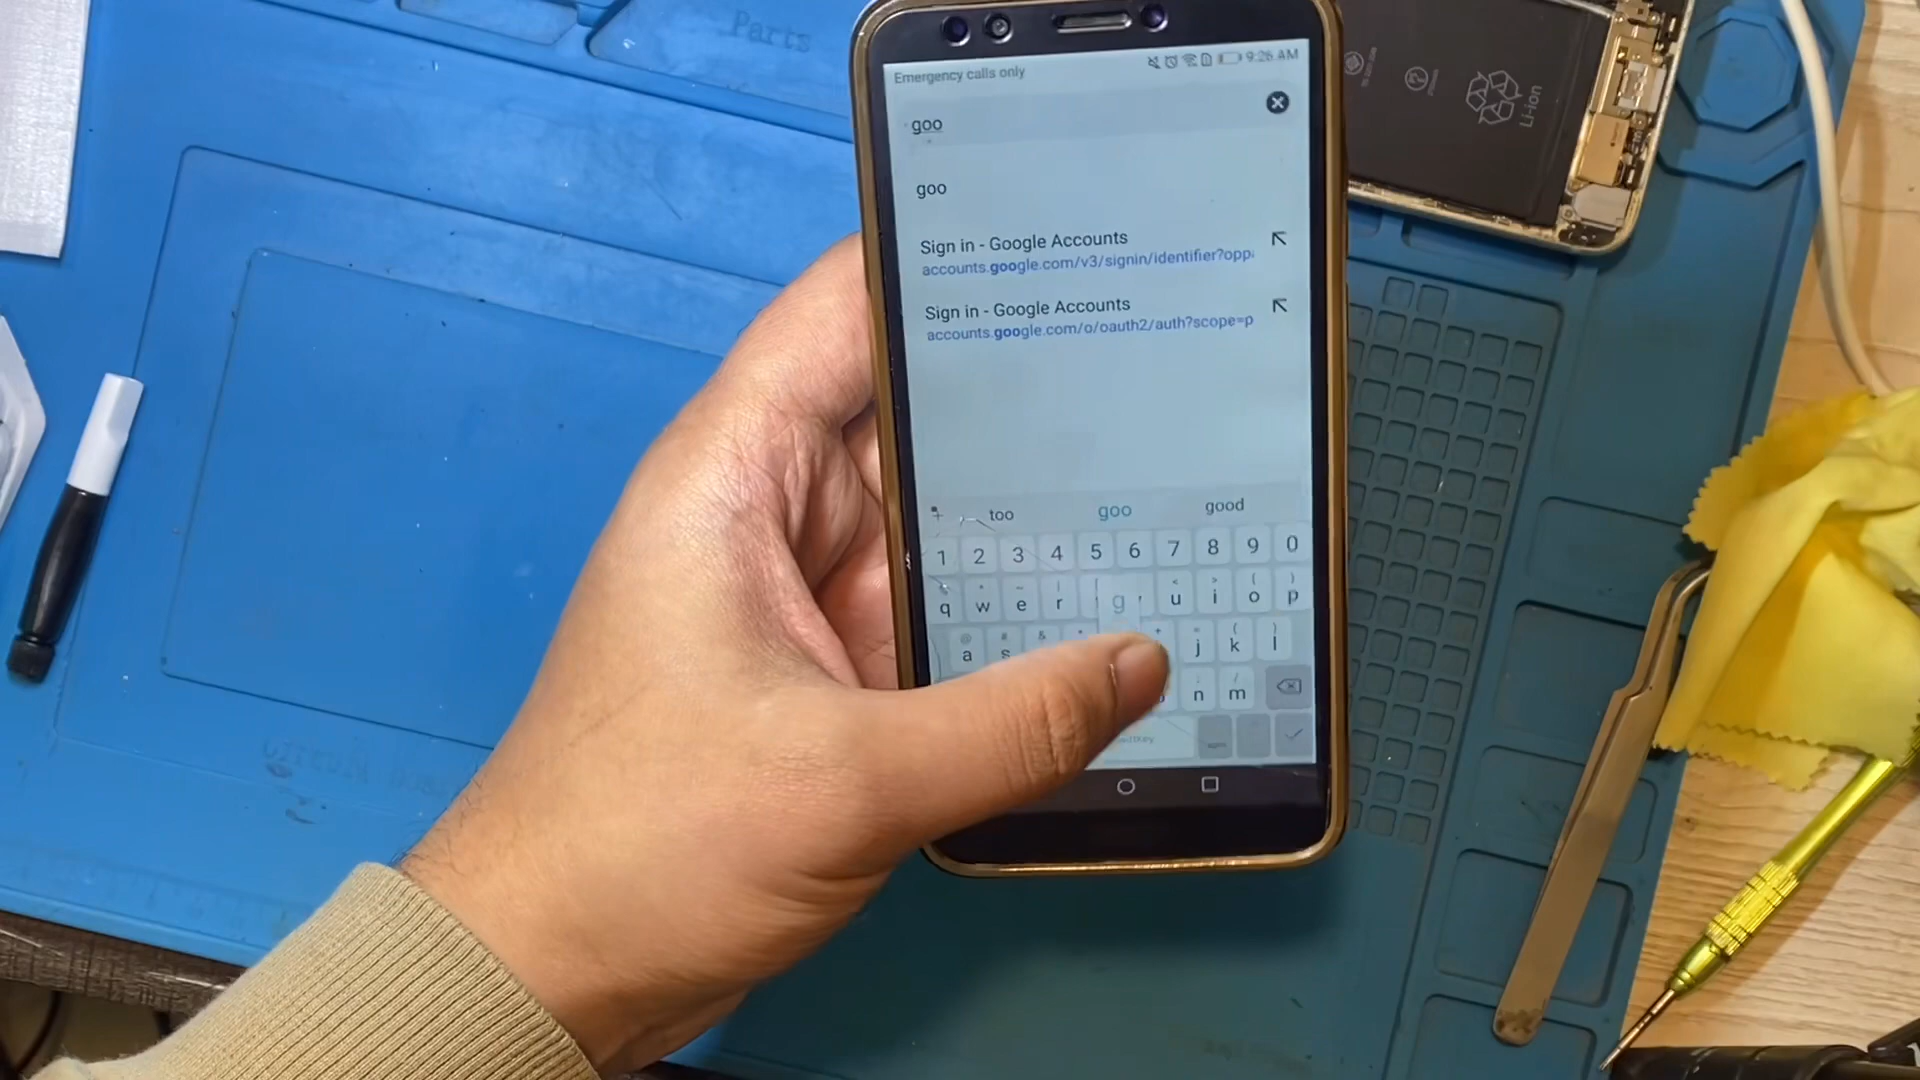 Parts
Emergency calls only
9:26 AM
goo
goo
Sign in - Google Accounts
accounts.google.com/v3/signin/identifier?opp
Sign in - Google Accounts
accounts.google.com/o/oauth2/auth?scope=p
too goo good
1 2 3 4 5 6 7 8 9 0
q w e r g u i o p
a s j k l
n m
Li-ion